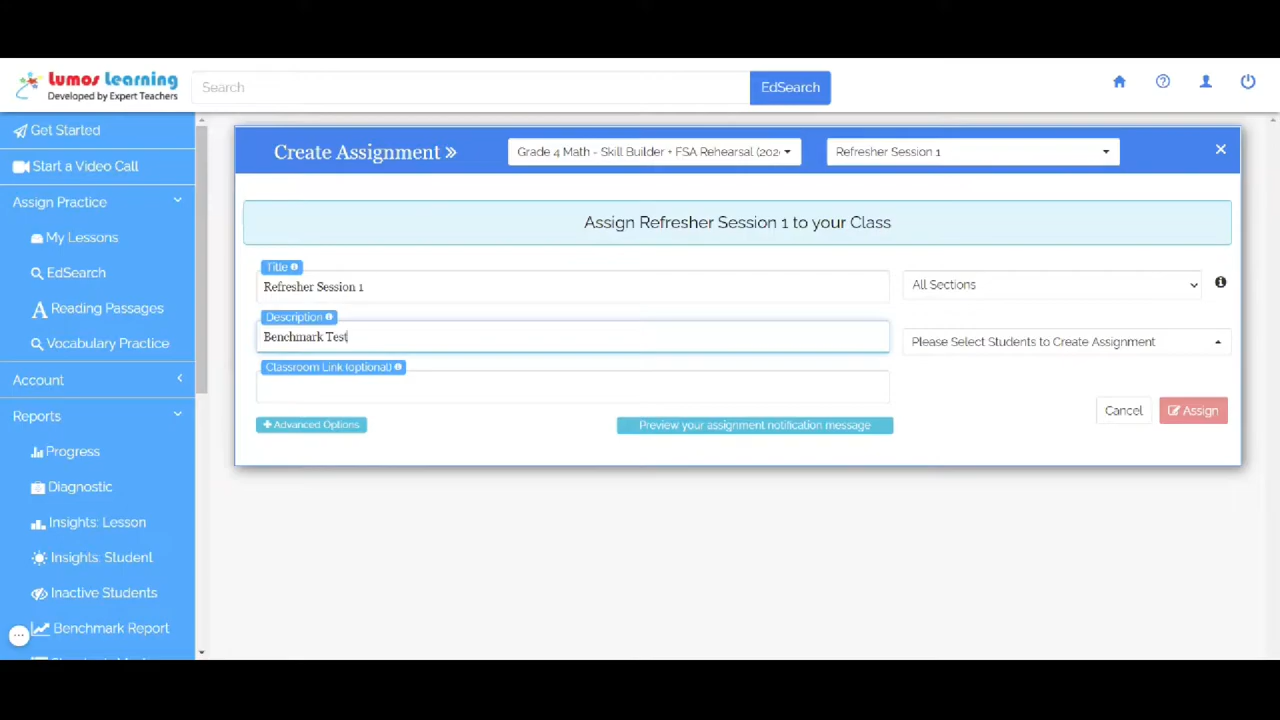 Lumos Learning
Developed by Expert Teachers
Search
EdSearch
Get Started
Start a Video Call
Assign Practice
My Lessons
EdSearch
Reading Passages
Vocabulary Practice
Account
Reports
Progress
Diagnostic
Insights: Lesson
Insights: Student
Inactive Students
Benchmark Report
Create Assignment »
Grade 4 Math - Skill Builder + FSA Rehearsal (202
Refresher Session 1
Assign Refresher Session 1 to your Class
Title
Refresher Session 1
All Sections
Description
Benchmark Test
Please Select Students to Create Assignment
Classroom Link (optional)
Cancel
Assign
+ Advanced Options
Preview your assignment notification message